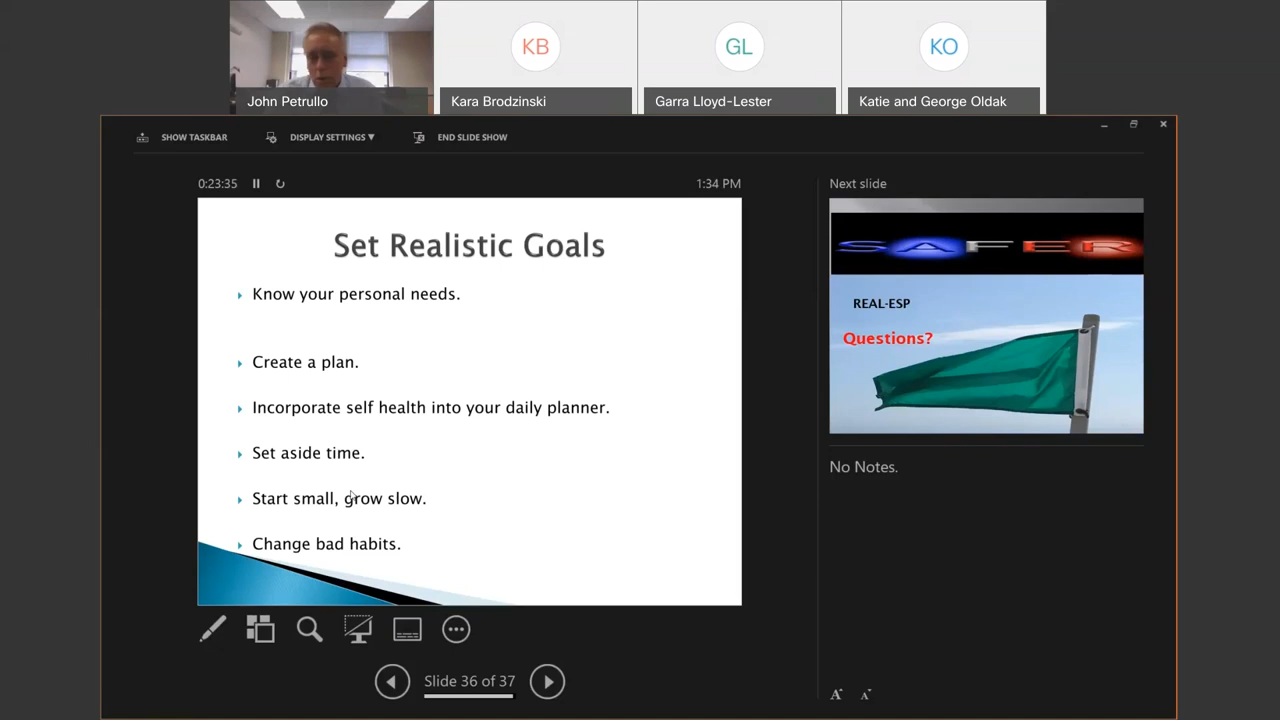 KB
GL
KO
John Petrullo
Kara Brodzinski
Garra Lloyd-Lester
Katie and George Oldak
SHOW TASKBAR
DISPLAY SETTINGS ▼
END SLIDE SHOW
0:23:35
1:34 PM
Set Realistic Goals
Know your personal needs.
Create a plan.
Incorporate self health into your daily planner.
Set aside time.
Start small, grow slow.
Change bad habits.
Slide 36 of 37
Next slide
SAFER
REAL-ESP
Questions?
No Notes.
A A